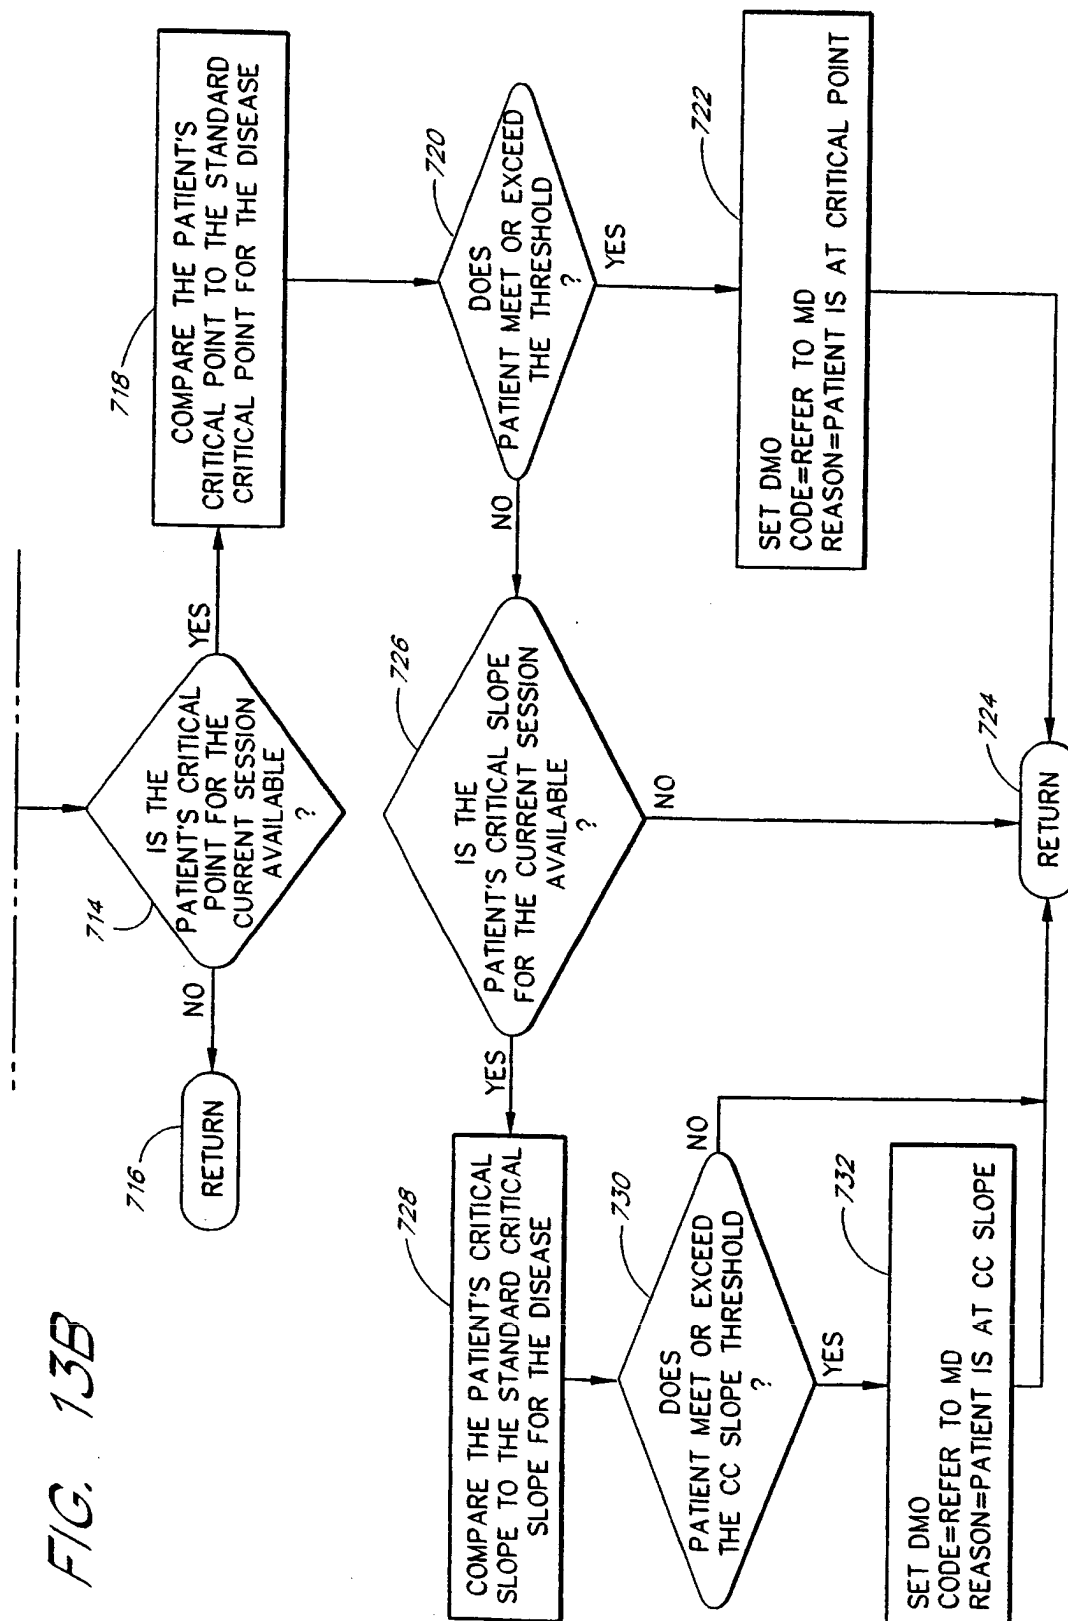 FIG. 13B
714
IS THE
PATIENT'S CRITICAL
POINT FOR THE
CURRENT SESSION
AVAILABLE
?
NO
YES
716
RETURN
718
COMPARE THE PATIENT'S
CRITICAL POINT TO THE STANDARD
CRITICAL POINT FOR THE DISEASE
720
DOES
PATIENT MEET OR EXCEED
THE THRESHOLD
?
NO
YES
722
SET DMO
CODE=REFER TO MD
REASON=PATIENT IS AT CRITICAL POINT
726
IS THE
PATIENT'S CRITICAL SLOPE
FOR THE CURRENT SESSION
AVAILABLE
?
YES
NO
728
COMPARE THE PATIENT'S CRITICAL
SLOPE TO THE STANDARD CRITICAL
SLOPE FOR THE DISEASE
730
DOES
PATIENT MEET OR EXCEED
THE CC SLOPE THRESHOLD
?
NO
YES
732
SET DMO
CODE=REFER TO MD
REASON=PATIENT IS AT CC SLOPE
724
RETURN